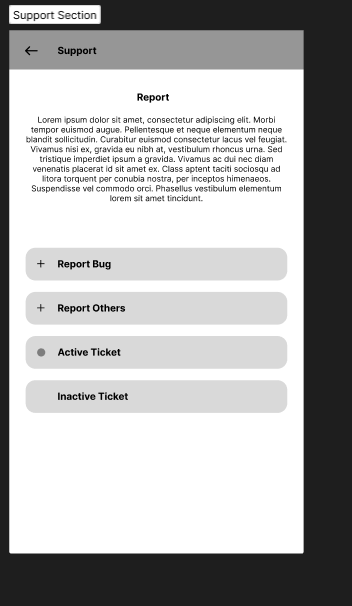 Support Section
Support
Report
Lorem ipsum dolor sit amet, consectetur adipiscing elit. Morbi
tempor euismod augue. Pellentesque et neque elementum neque
blandit sollicitudin. Curabitur euismod consectetur lacus vel feugiat.
Vivamus nisi ex, gravida eu nibh at, vestibulum rhoncus urna. Sed
tristique imperdiet ipsum a gravida. Vivamus ac dui nec diam
venenatis placerat id sit amet ex. Class aptent taciti sociosqu ad
litora torquent per conubia nostra, per inceptos himenaeos.
Suspendisse vel commodo orci. Phasellus vestibulum elementum
lorem sit amet tincidunt.
Report Bug
Report Others
Active Ticket
Inactive Ticket